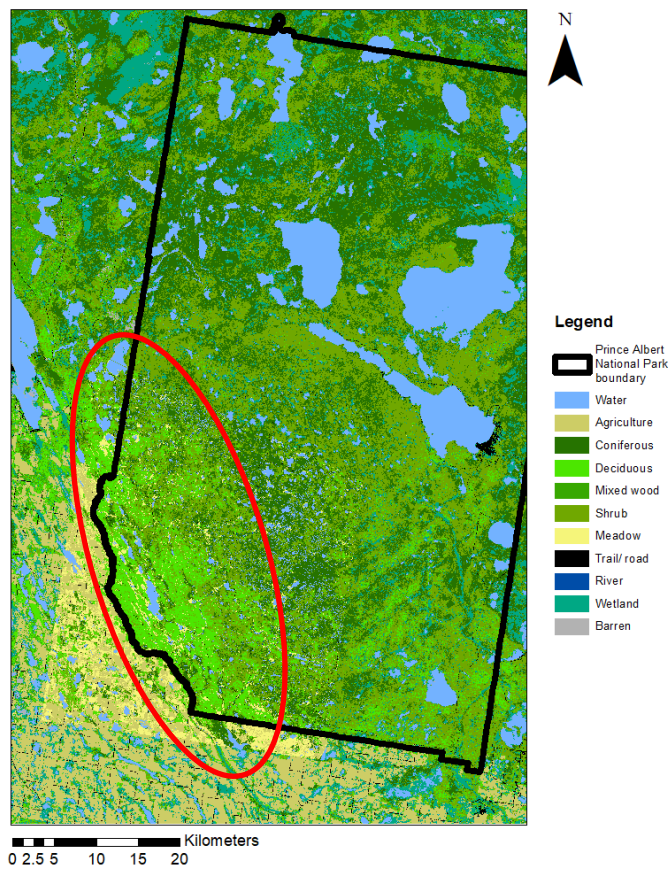 N
Legend
Prince Albert
National Park
boundary
Water
Agriculture
Coniferous
Deciduous
Mixed wood
Shrub
Meadow
Trail/ road
River
Wetland
Barren
Kilometers
0 2.5 5 10 15 20